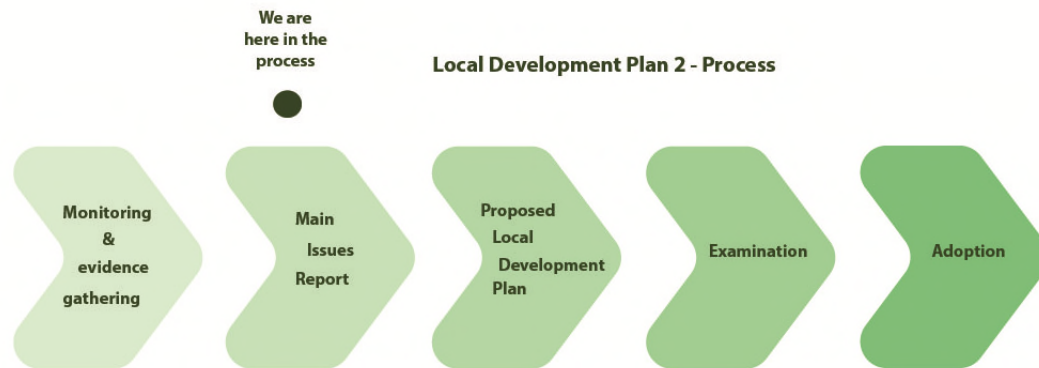 We are
here in the
process
Local Development Plan 2 - Process
Monitoring
&
evidence
gathering
Main
Issues
Report
Proposed
Local
Development
Plan
Examination
Adoption